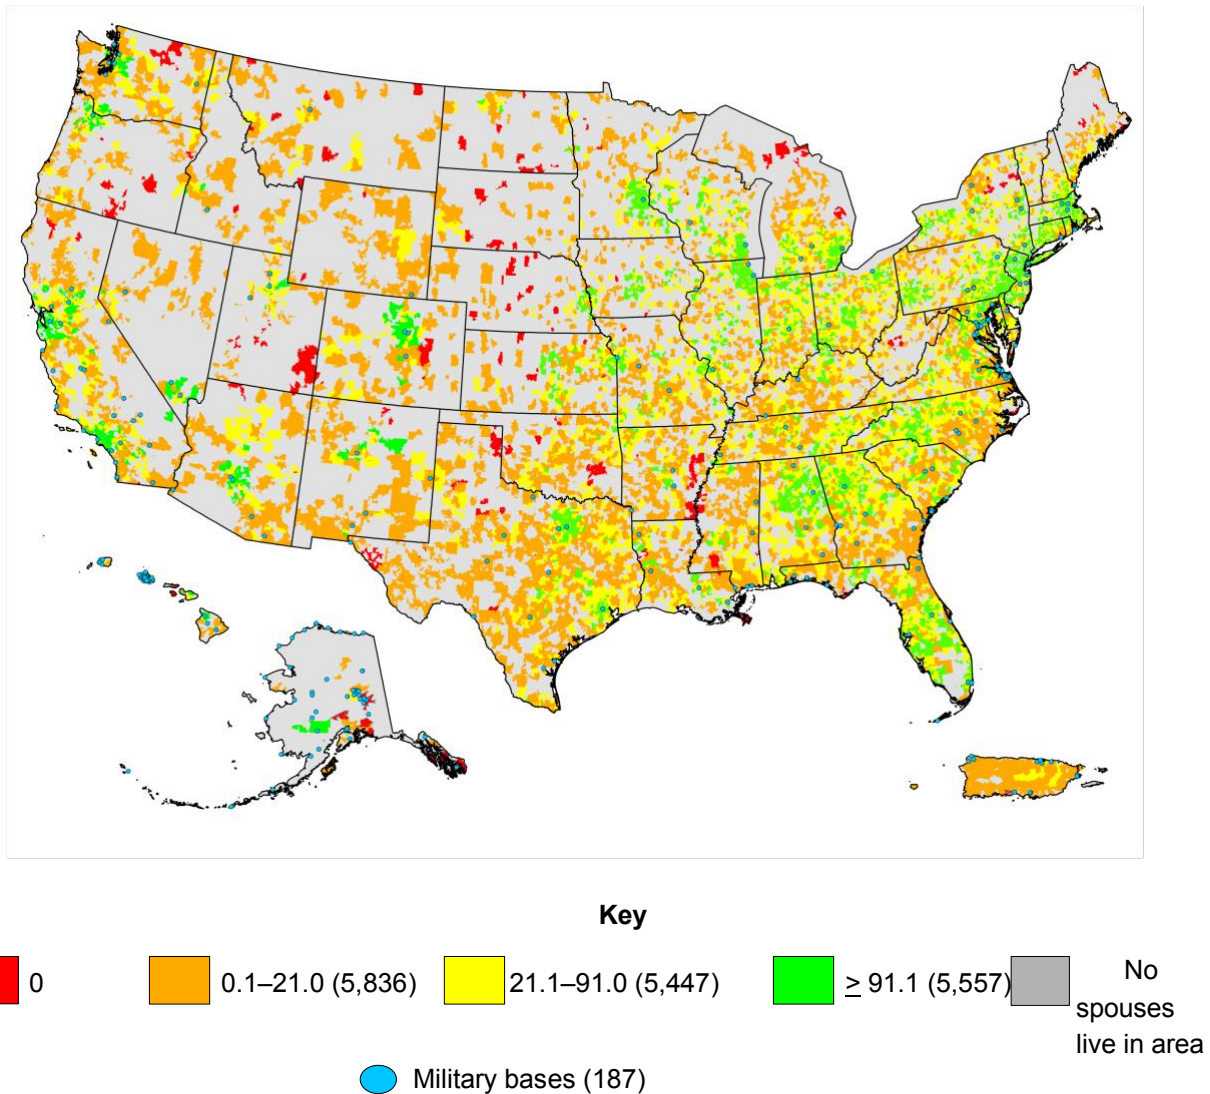 Key
0
0.1–21.0 (5,836)
21.1–91.0 (5,447)
≥ 91.1 (5,557)
No
spouses
live in area
Military bases (187)